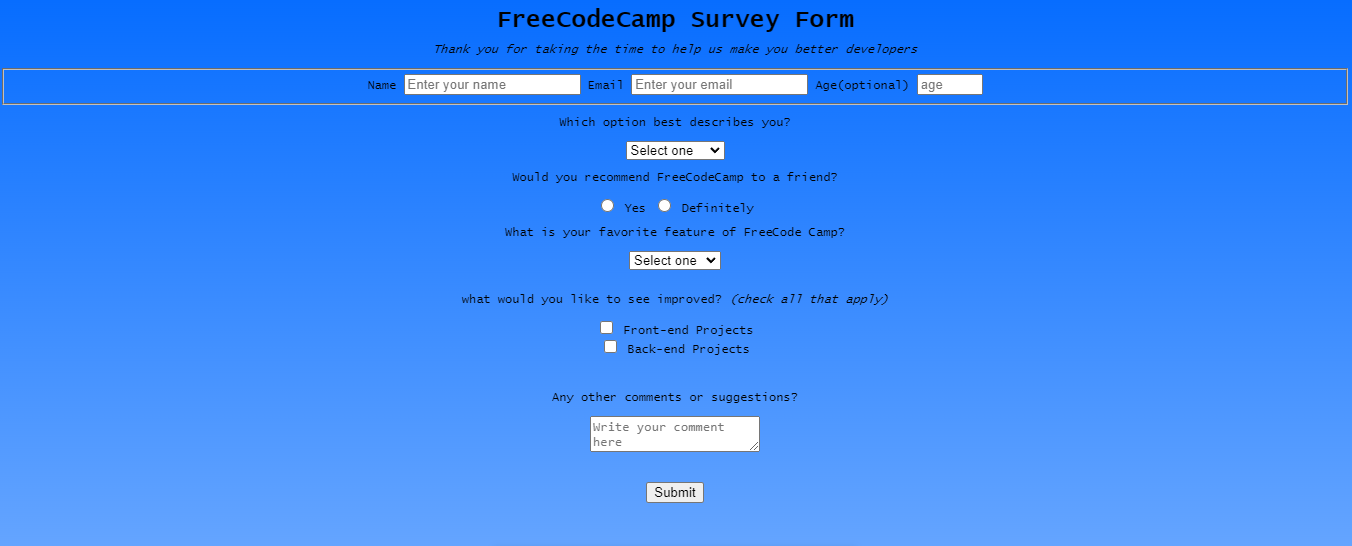 FreeCodeCamp Survey Form
Thank you for taking the time to help us make you better developers
Name Enter your name Email Enter your email Age(optional) age
Which option best describes you?
Select one
Would you recommend FreeCodeCamp to a friend?
Yes Definitely
What is your favorite feature of FreeCode Camp?
Select one
what would you like to see improved? (check all that apply)
Front-end Projects
Back-end Projects
Any other comments or suggestions?
Write your comment
here
Submit